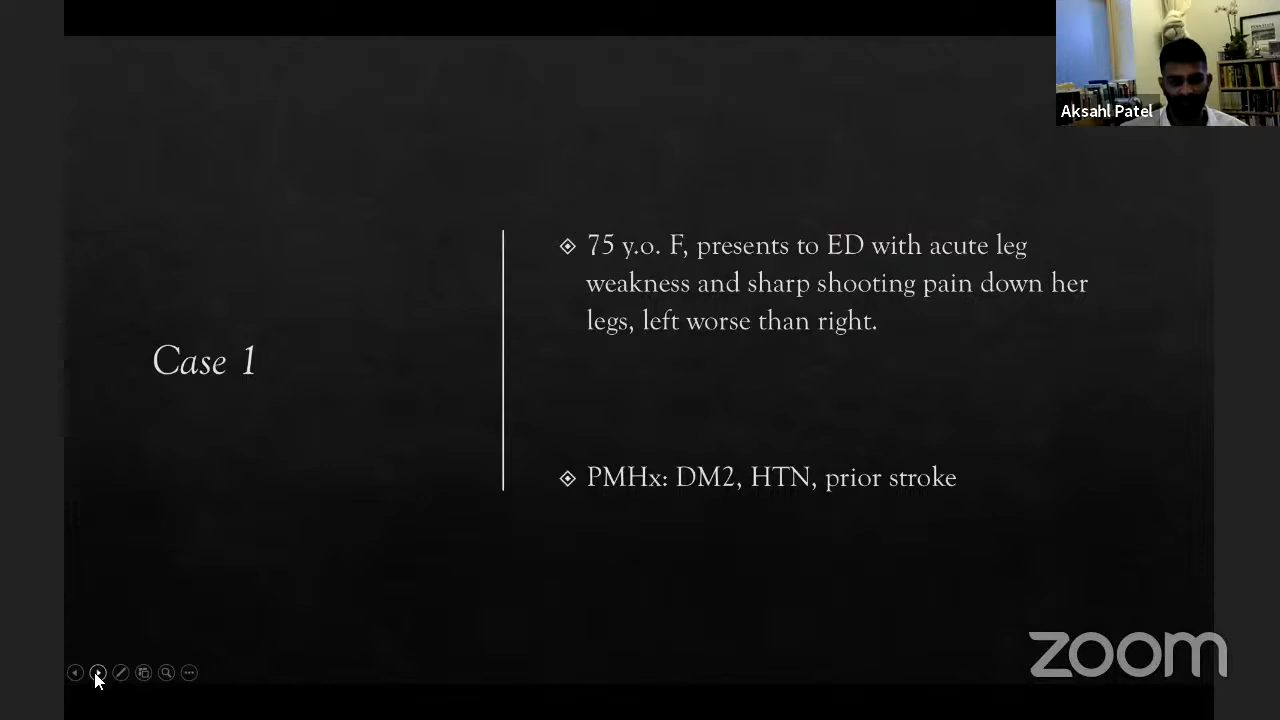 Aksahl Patel
Case 1
75 y.o. F, presents to ED with acute leg
weakness and sharp shooting pain down her
legs, left worse than right.
PMHx: DM2, HTN, prior stroke
zoom